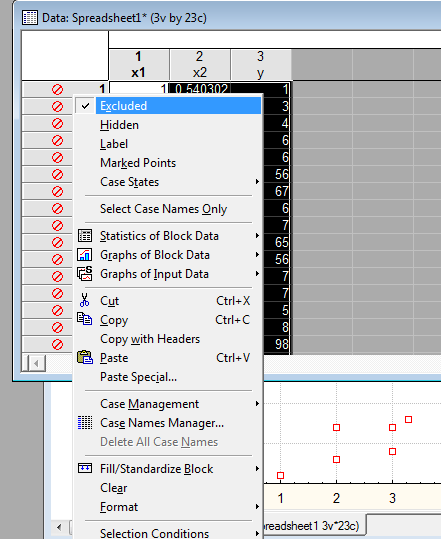 Data: Spreadsheet1* (3v by 23c)
1 2 3
x1 x2 y
1 1 0.540302 1
3
4
6
6
56
67
6
7
65
56
7
7
5
8
98
Excluded
Hidden
Label
Marked Points
Case States
Select Case Names Only
Statistics of Block Data
Graphs of Block Data
Graphs of Input Data
Cut Ctrl+X
Copy Ctrl+C
Copy with Headers
Paste Ctrl+V
Paste Special...
Case Management
Case Names Manager...
Delete All Case Names
Fill/Standardize Block
Clear
Format
Selection Conditions
1 2 3
preadsheet1 3v*23c)